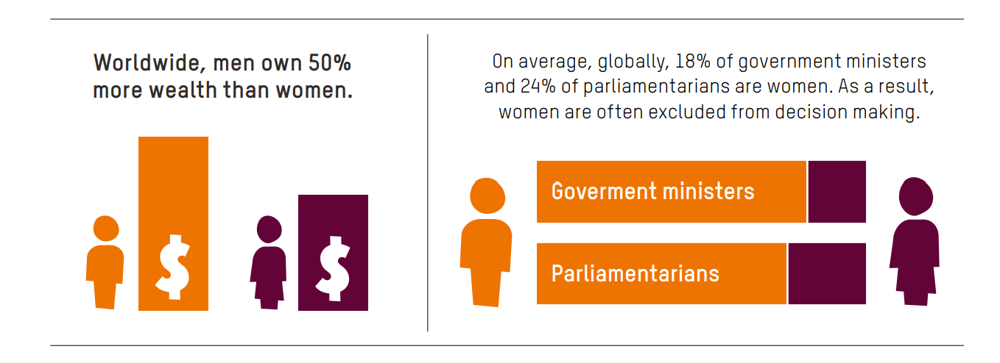 Worldwide, men own 50%
more wealth than women.
$
$
On average, globally, 18% of government ministers
and 24% of parliamentarians are women. As a result,
women are often excluded from decision making.
Goverment ministers
Parliamentarians